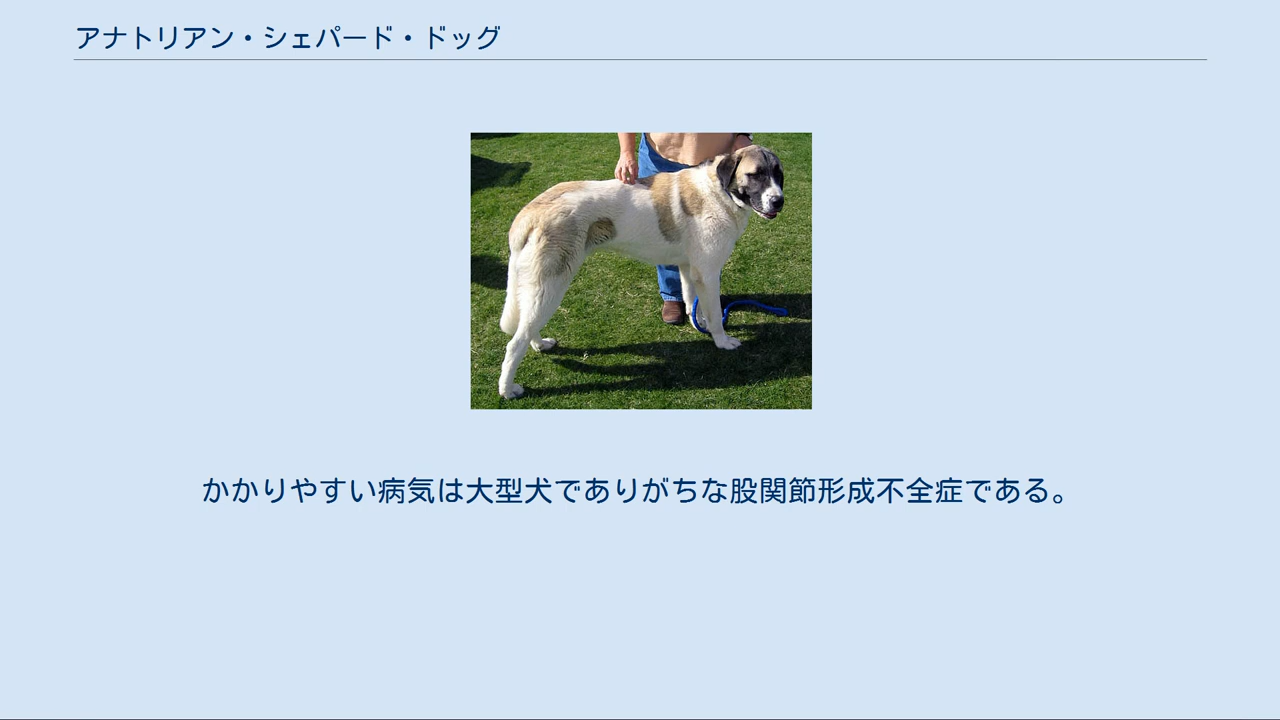 アナトリアン・シェパード・ドッグ
かかりやすい病気は大型犬でありがちな股関節形成不全症である。